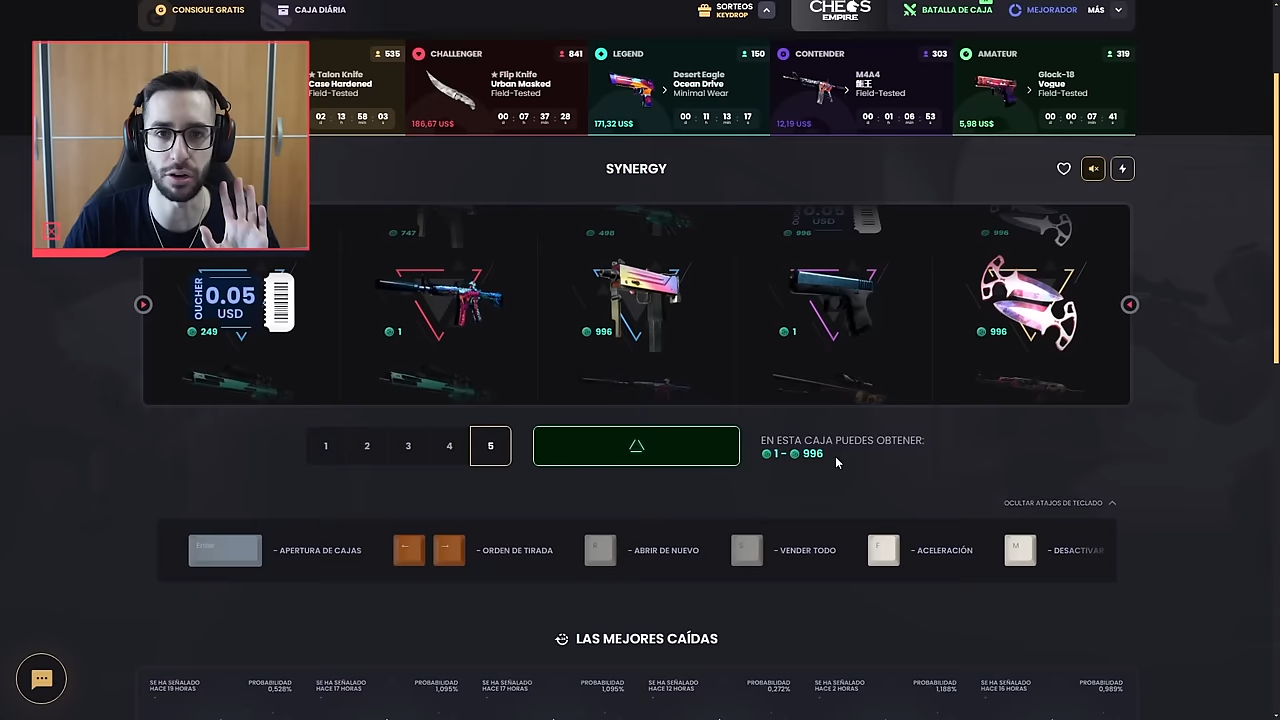 CONSIGUE GRATIS
CAJA DIÁRIA
SORTEOS
KEYDROP
CHEOS
EMPIRE
BATALLA DE CAJA
MEJORADOR
MÁS
535
★ Talon Knife
Case Hardened
Field-Tested
02 13 58 03
CHALLENGER
841
★ Flip Knife
Urban Masked
Field-Tested
186,67 US$
00 07 37 28
LEGEND
150
Desert Eagle
Ocean Drive
Minimal Wear
171,32 US$
00 11 13 17
CONTENDER
303
M4A4
Field-Tested
12,19 US$
00 01 06 53
AMATEUR
319
Glock-18
Vogue
Field-Tested
5,98 US$
00 00 07 41
SYNERGY
747
498
0.05
USD
996
996
OUCHER
0.05
USD
249
1
996
1
996
1
2
3
4
5
EN ESTA CAJA PUEDES OBTENER:
1 - 996
OCULTAR ATAJOS DE TECLADO
Enter
- APERTURA DE CAJAS
← →
- ORDEN DE TIRADA
R
- ABRIR DE NUEVO
- VENDER TODO
F
- ACELERACIÓN
M
- DESACTIVAR
LAS MEJORES CAÍDAS
SE HA SEÑALADO
HACE 19 HORAS
PROBABILIDAD
0,528%
SE HA SEÑALADO
HACE 17 HORAS
PROBABILIDAD
1,095%
SE HA SEÑALADO
HACE 17 HORAS
PROBABILIDAD
1,095%
SE HA SEÑALADO
HACE 12 HORAS
PROBABILIDAD
0,272%
SE HA SEÑALADO
HACE 2 HORAS
PROBABILIDAD
1,188%
SE HA SEÑALADO
HACE 16 HORAS
PROBABILIDAD
0,989%